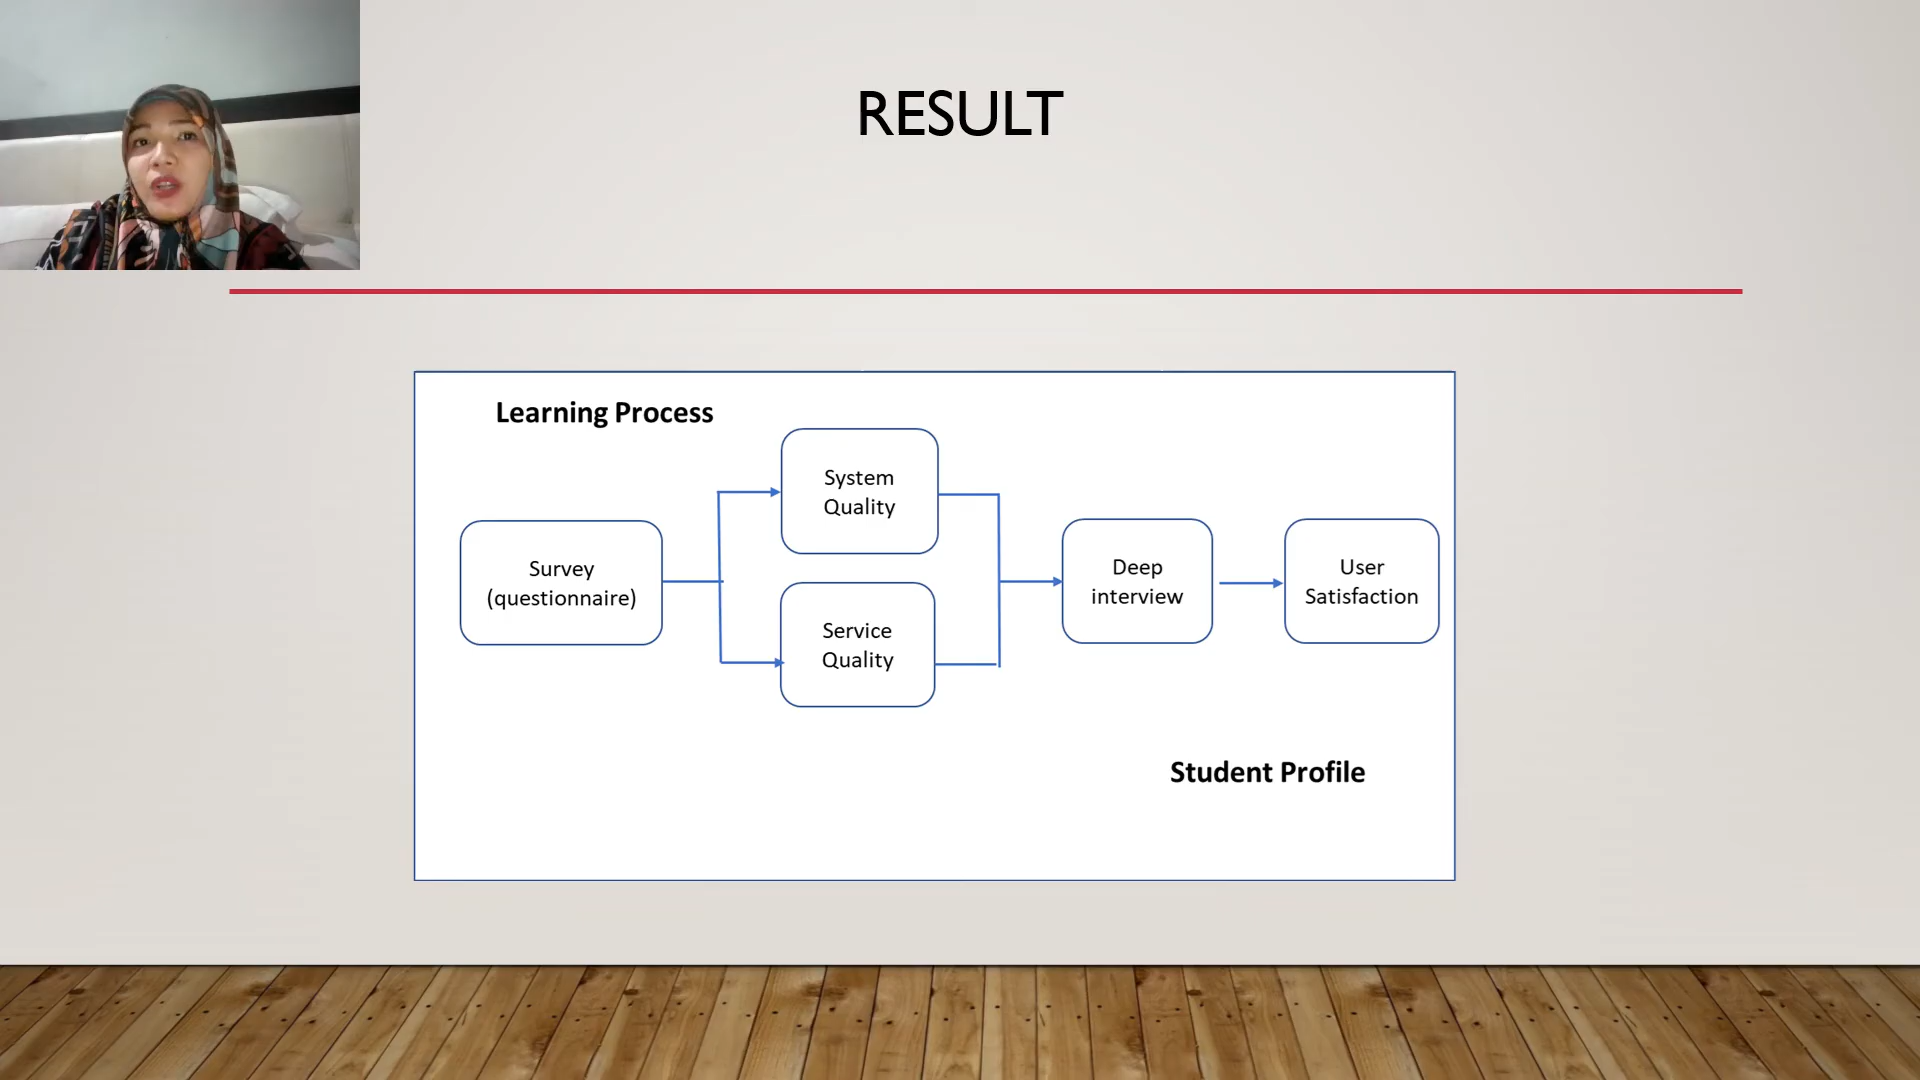 RESULT
Learning Process
System
Quality
Survey
(questionnaire)
Service
Quality
Deep
interview
User
Satisfaction
Student Profile